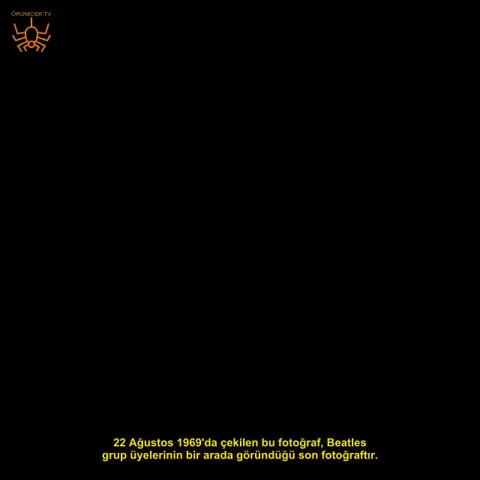 ÖRÜMCEK TV
22 Ağustos 1969'da çekilen bu fotoğraf, Beatles
grup üyelerinin bir arada göründüğü son fotoğraftır.